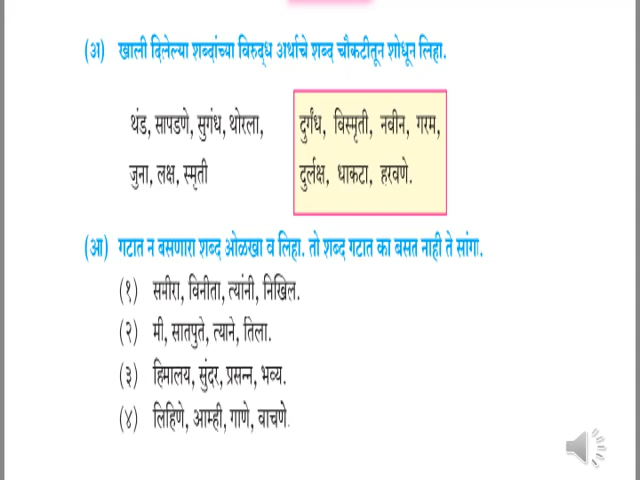 (अ) खाली दिलेल्या शब्दांच्या विरुद्ध अर्थाचे शब्द चौकटीतून शोधून लिहा.
थंड, सापडणे, सुगंध, थोरला,
जुना, लक्ष, स्मृती
दुर्गंध, विस्मृती, नवीन, गरम,
दुर्लक्ष, धाकटा, हरवणे.
(आ) गटात न बसणारा शब्द ओळखा व लिहा. तो शब्द गटात का बसत नाही ते सांगा.
(१) समीरा, विनीता, त्यांनी, निखिल.
(२) मी, सातपुते, त्याने, तिला.
(३) हिमालय, सुंदर, प्रसन्न, भव्य.
(४) लिहिणे, आम्ही, गाणे, वाचणे.